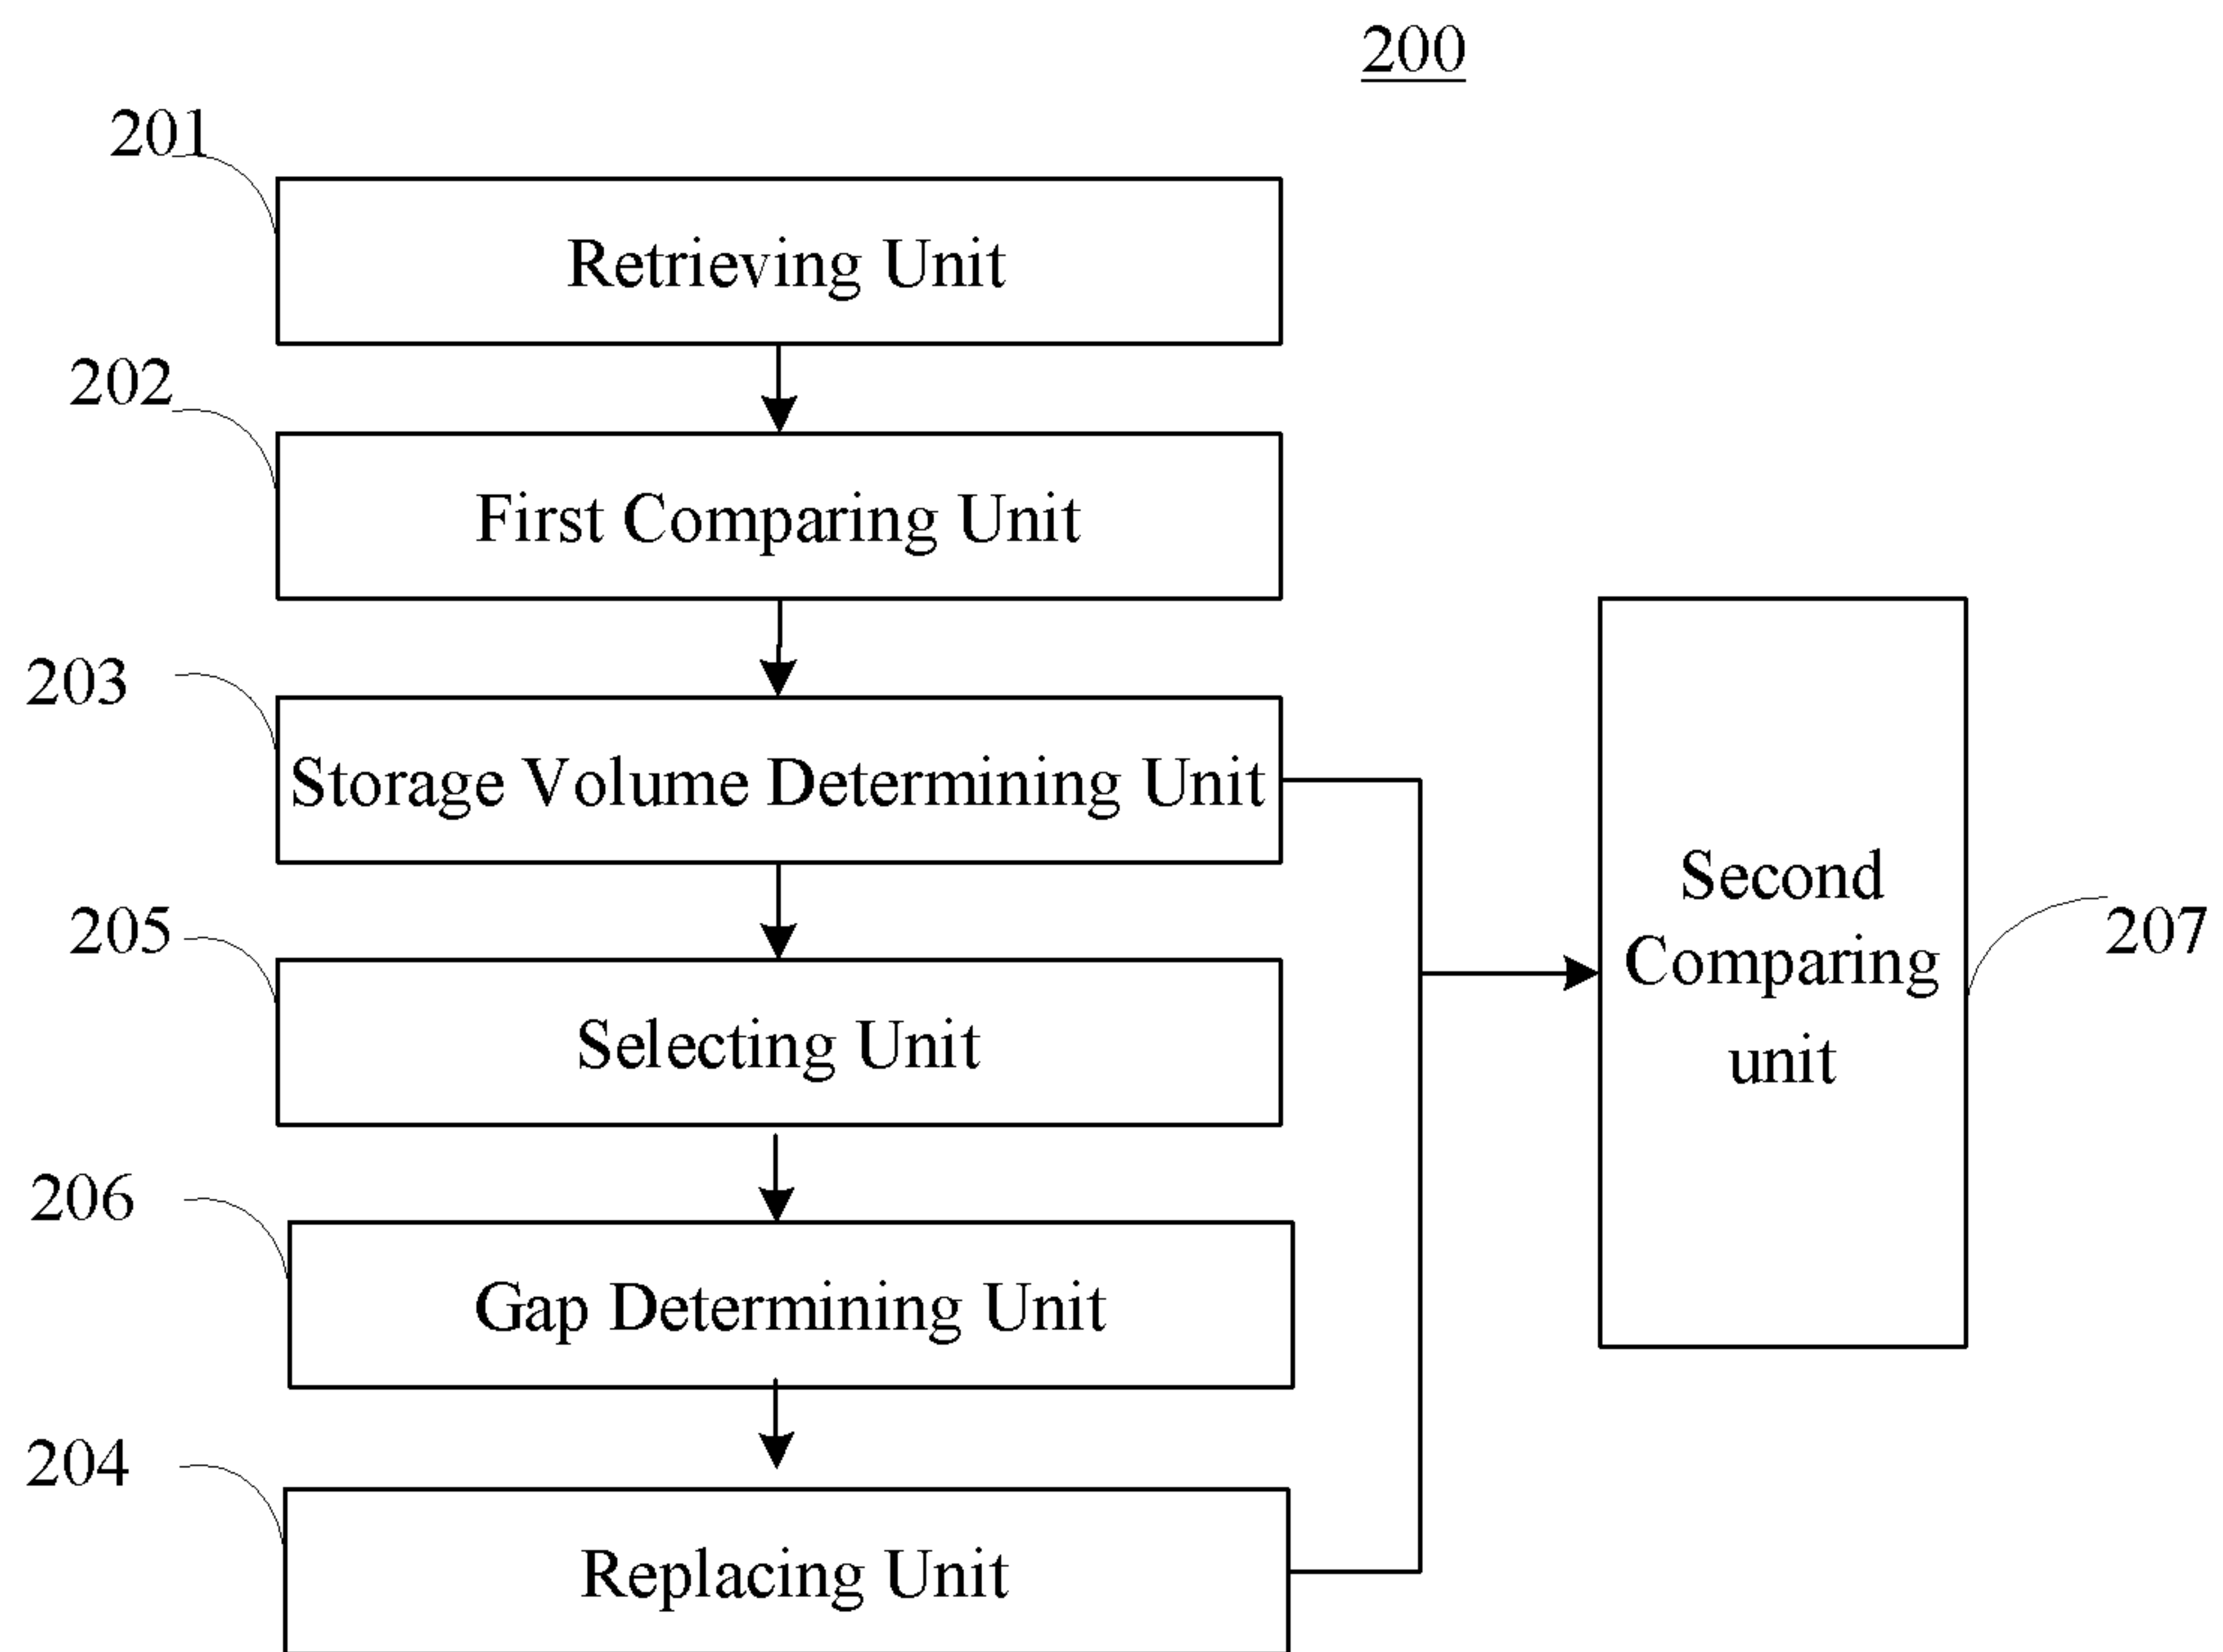 200
201
Retrieving Unit
202
First Comparing Unit
203
Storage Volume Determining Unit
205
Selecting Unit
206
Gap Determining Unit
204
Replacing Unit
Second
Comparing
unit
207